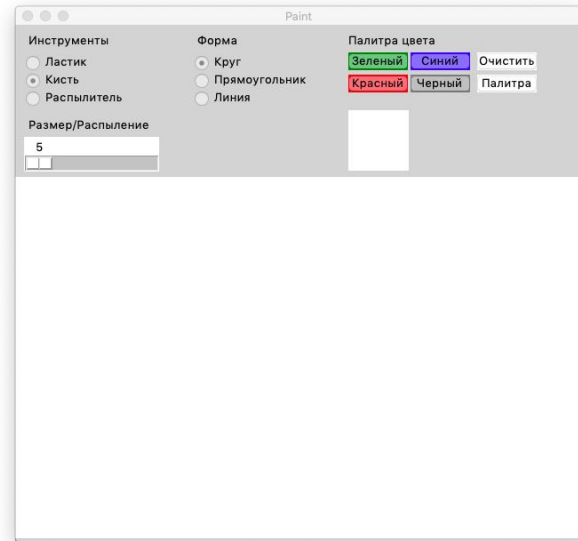 Paint
Инструменты
Ластик
Кисть
Распылитель
Размер/Распыление
5
Форма
Круг
Прямоугольник
Линия
Палитра цвета
Зеленый Синий Очистить
Красный Черный Палитра